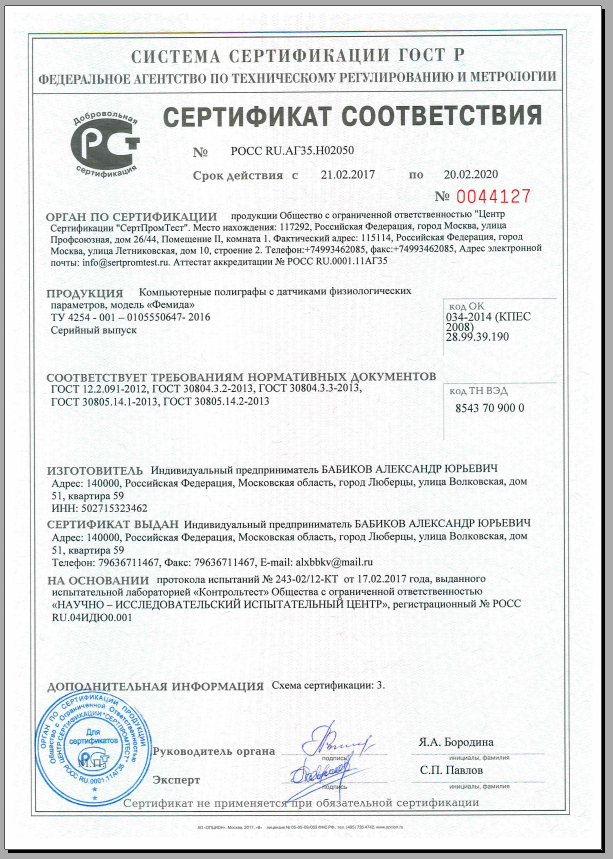 СИСТЕМА СЕРТИФИКАЦИИ ГОСТ Р
ФЕДЕРАЛЬНОЕ АГЕНТСТВО ПО ТЕХНИЧЕСКОМУ РЕГУЛИРОВАНИЮ И МЕТРОЛОГИИ
Добровольная
РСТ
сертификация
СЕРТИФИКАТ СООТВЕТСТВИЯ
№ РОСС RU.АГ35.Н02050
Срок действия с 21.02.2017 по 20.02.2020
№ 0044127
ОРГАН ПО СЕРТИФИКАЦИИ продукции Общество с ограниченной ответственностью "Центр
Сертификации "СертПромТест". Место нахождения: 117292, Российская Федерация, город Москва, улица
Профсоюзная, дом 26/44, Помещение II, комната 1. Фактический адрес: 115114, Российская Федерация, город
Москва, улица Летниковская, дом 10, строение 2. Телефон:+74993462085, факс:+74993462085, Адрес электронной
почты: info@sertpromtest.ru. Аттестат аккредитации № РОСС RU.0001.11АГ35
ПРОДУКЦИЯ Компьютерные полиграфы с датчиками физиологических
параметров, модель «Фемида»
ТУ 4254 - 001 – 0105550647- 2016
Серийный выпуск
код ОК
034-2014 (КПЕС
2008)
28.99.39.190
СООТВЕТСТВУЕТ ТРЕБОВАНИЯМ НОРМАТИВНЫХ ДОКУМЕНТОВ
ГОСТ 12.2.091-2012, ГОСТ 30804.3.2-2013, ГОСТ 30804.3.3-2013,
ГОСТ 30805.14.1-2013, ГОСТ 30805.14.2-2013
код ТН ВЭД
8543 70 900 0
ИЗГОТОВИТЕЛЬ Индивидуальный предприниматель БАБИКОВ АЛЕКСАНДР ЮРЬЕВИЧ
Адрес: 140000, Российская Федерация, Московская область, город Люберцы, улица Волковская, дом
51, квартира 59
ИНН: 502715323462
СЕРТИФИКАТ ВЫДАН Индивидуальный предприниматель БАБИКОВ АЛЕКСАНДР ЮРЬЕВИЧ
Адрес: 140000, Российская Федерация, Московская область, город Люберцы, улица Волковская, дом
51, квартира 59
Телефон: 79636711467, Факс: 79636711467, E-mail: alxbbkv@mail.ru
НА ОСНОВАНИИ протокола испытаний № 243-02/12-КТ от 17.02.2017 года, выданного
испытательной лабораторией «Контрольтест» Общества с ограниченной ответственностью
«НАУЧНО – ИССЛЕДОВАТЕЛЬСКИЙ ИСПЫТАТЕЛЬНЫЙ ЦЕНТР», регистрационный № РОСС
RU.04ИДЮ0.001
ДОПОЛНИТЕЛЬНАЯ ИНФОРМАЦИЯ Схема сертификации: 3.
ОРГАН ПО СЕРТИФИКАЦИИ ПРОДУКЦИИ
Общество с Ограниченной Ответственностью
ЦЕНТР СЕРТИФИКАЦИИ "СЕРТПРОМТЕСТ"
Для
сертификатов
М.П.
РОСС RU.0001.11АГ35
Руководитель органа Я.А. Бородина
подпись инициалы, фамилия
Эксперт С.П. Павлов
подпись инициалы, фамилия
Сертификат не применяется при обязательной сертификации